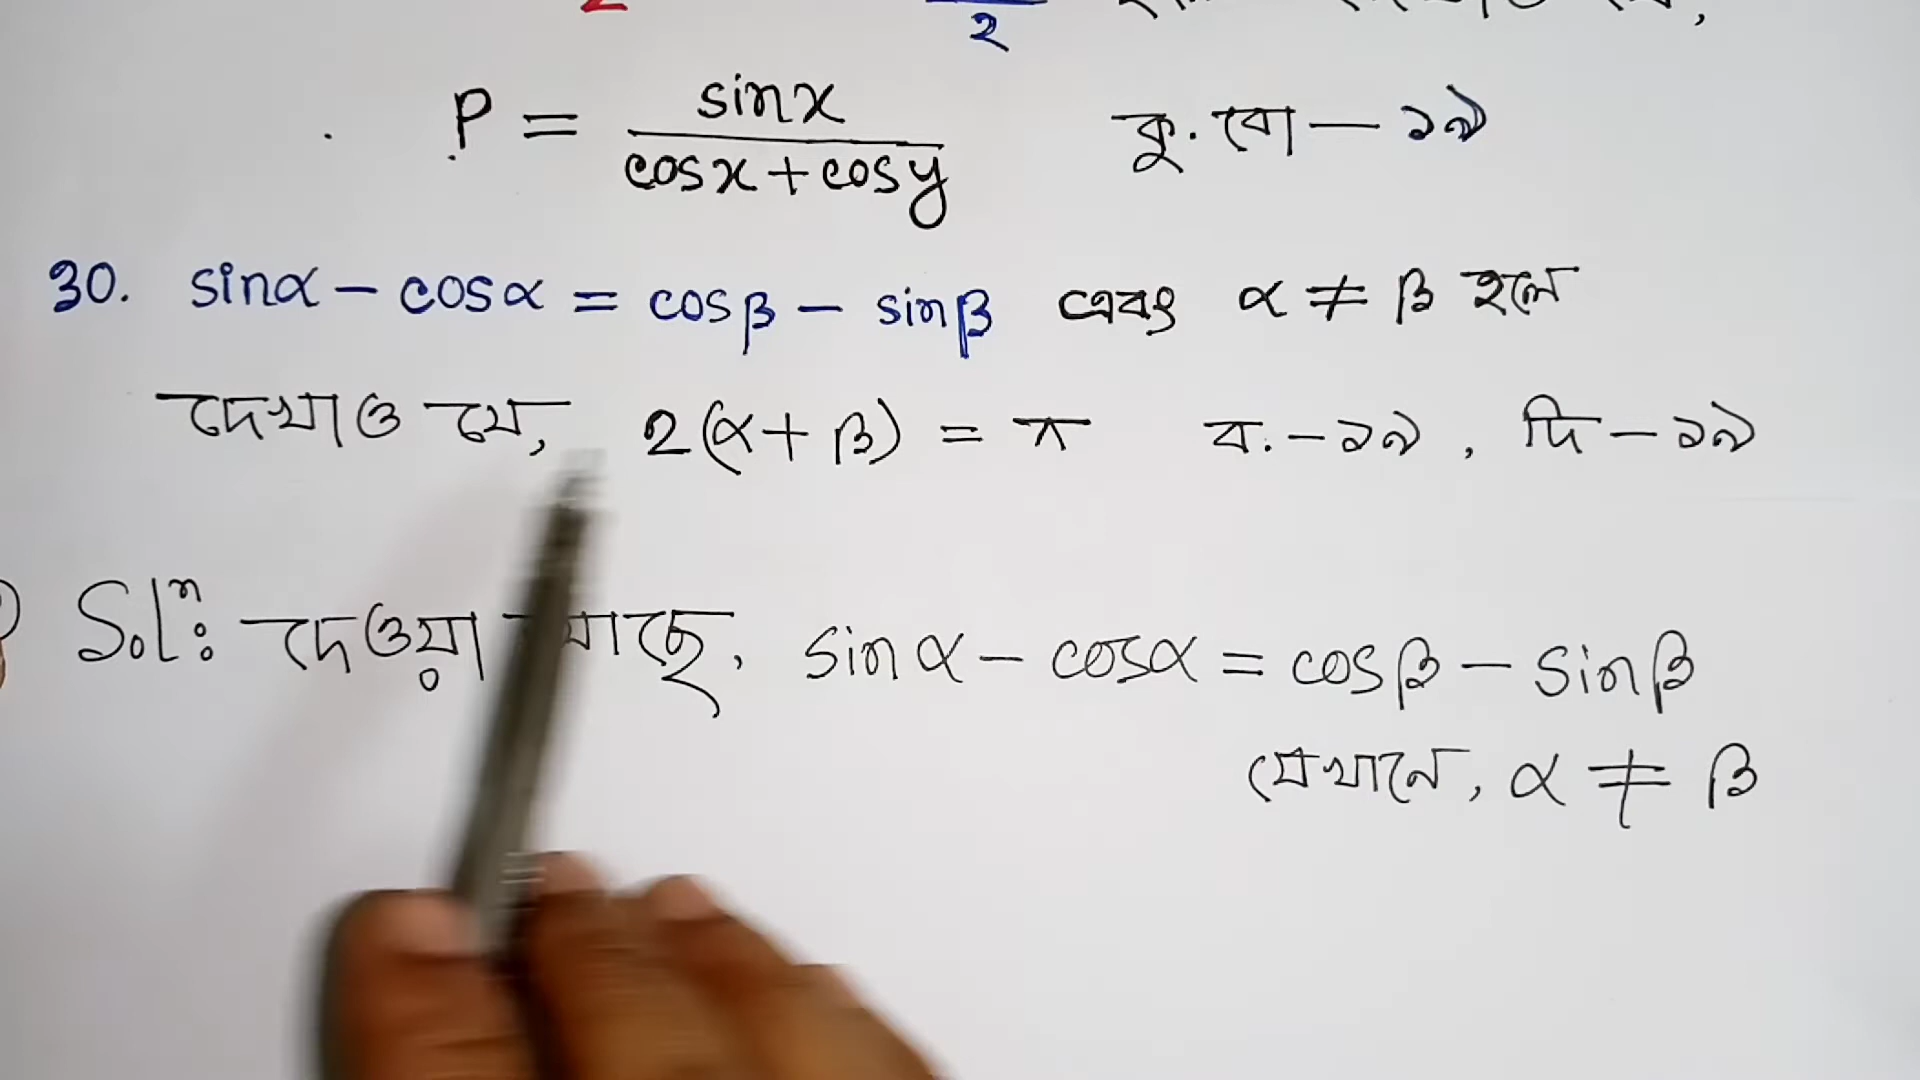 2
P = sinx / (cosx + cosy) কু. বো — ১৯
30. sinα − cosα = cosβ − sinβ এবং α ≠ β হলে
দেখাও যে, 2(α + β) = π ব. – ১৯, দি – ১৯
Solⁿ: দেওয়া আছে, sinα − cosα = cosβ − sinβ
যেখানে, α ≠ β